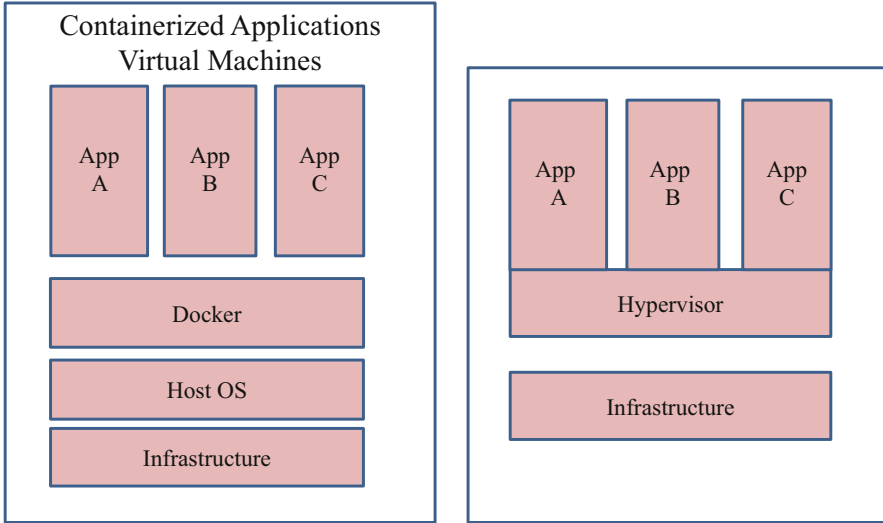 Containerized Applications
Virtual Machines
App
A
App
B
App
C
Docker
Host OS
Infrastructure
App
A
App
B
App
C
Hypervisor
Infrastructure